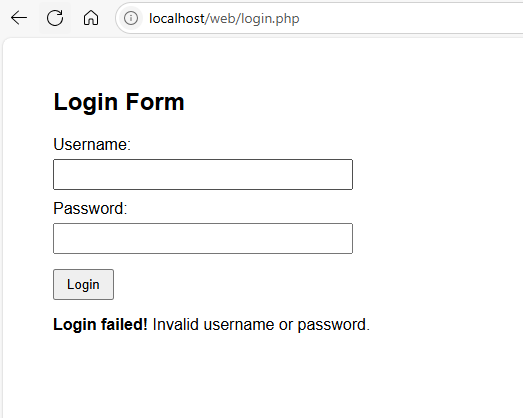 localhost/web/login.php
Login Form
Username:
Password:
Login
Login failed! Invalid username or password.